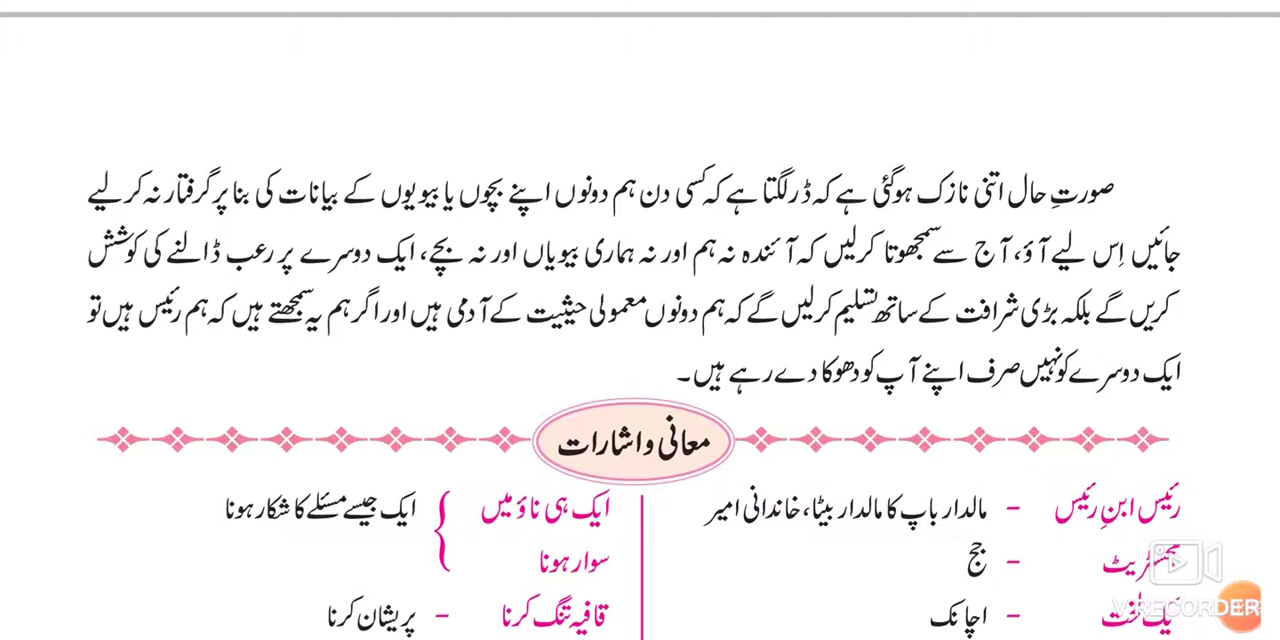 صورتِ حال اتنی نازک ہوگئی ہے کہ ڈر لگتا ہے کہ کسی دن ہم دونوں اپنے بچوں یا بیویوں کے بیانات کی بنا پر گرفتار نہ کر لیے
جائیں اِس لیے آؤ، آج سے سمجھوتا کر لیں کہ آئندہ نہ ہم اور نہ ہماری بیویاں اور نہ بچے، ایک دوسرے پر رعب ڈالنے کی کوشش
کریں گے بلکہ بڑی شرافت کے ساتھ تسلیم کر لیں گے کہ ہم دونوں معمولی حیثیت کے آدمی ہیں اور اگر ہم یہ سمجھتے ہیں کہ ہم رئیس ہیں تو
ایک دوسرے کو نہیں صرف اپنے آپ کو دھوکا دے رہے ہیں۔
معانی و اشارات
رئیس ابنِ رئیس - مالدار باپ کا مالدار بیٹا، خاندانی امیر
مجسٹریٹ - جج
یک لخت - اچانک
ایک ہی ناؤ میں } ایک جیسے مسئلے کا شکار ہونا
سوار ہونا
قافیہ تنگ کرنا - پریشان کرنا
V RECORDER